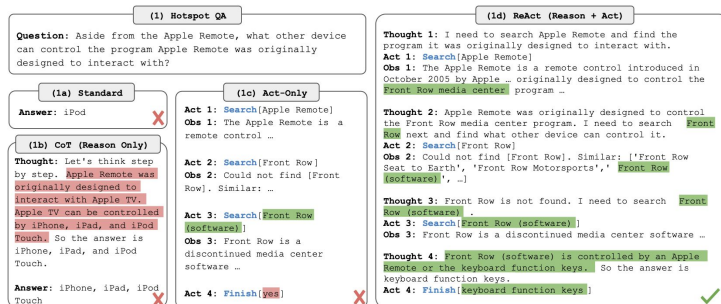 (1) Hotspot QA
Question: Aside from the Apple Remote, what other device
can control the program Apple Remote was originally
designed to interact with?
(1a) Standard
Answer: iPod
(1b) CoT (Reason Only)
Thought: Let's think step
by step. Apple Remote was
originally designed to
interact with Apple TV.
Apple TV can be controlled
by iPhone, iPad, and iPod
Touch. So the answer is
iPhone, iPad, and iPod
Touch.
Answer: iPhone, iPad, iPod
Touch
(1c) Act-Only
Act 1: Search[Apple Remote]
Obs 1: The Apple Remote is a
remote control …
Act 2: Search[Front Row]
Obs 2: Could not find [Front
Row]. Similar: …
Act 3: Search[Front Row
(software)]
Obs 3: Front Row is a
discontinued media center
software …
Act 4: Finish[yes]
(1d) ReAct (Reason + Act)
Thought 1: I need to search Apple Remote and find the
program it was originally designed to interact with.
Act 1: Search[Apple Remote]
Obs 1: The Apple Remote is a remote control introduced in
October 2005 by Apple … originally designed to control the
Front Row media center program …
Thought 2: Apple Remote was originally designed to control
the Front Row media center program. I need to search Front
Row next and find what other device can control it.
Act 2: Search[Front Row]
Obs 2: Could not find [Front Row]. Similar: ['Front Row
Seat to Earth', 'Front Row Motorsports', 'Front Row
(software)', …]
Thought 3: Front Row is not found. I need to search Front
Row (software) .
Act 3: Search[Front Row (software)]
Obs 3: Front Row is a discontinued media center software …
Thought 4: Front Row (software) is controlled by an Apple
Remote or the keyboard function keys. So the answer is
keyboard function keys.
Act 4: Finish[keyboard function keys]